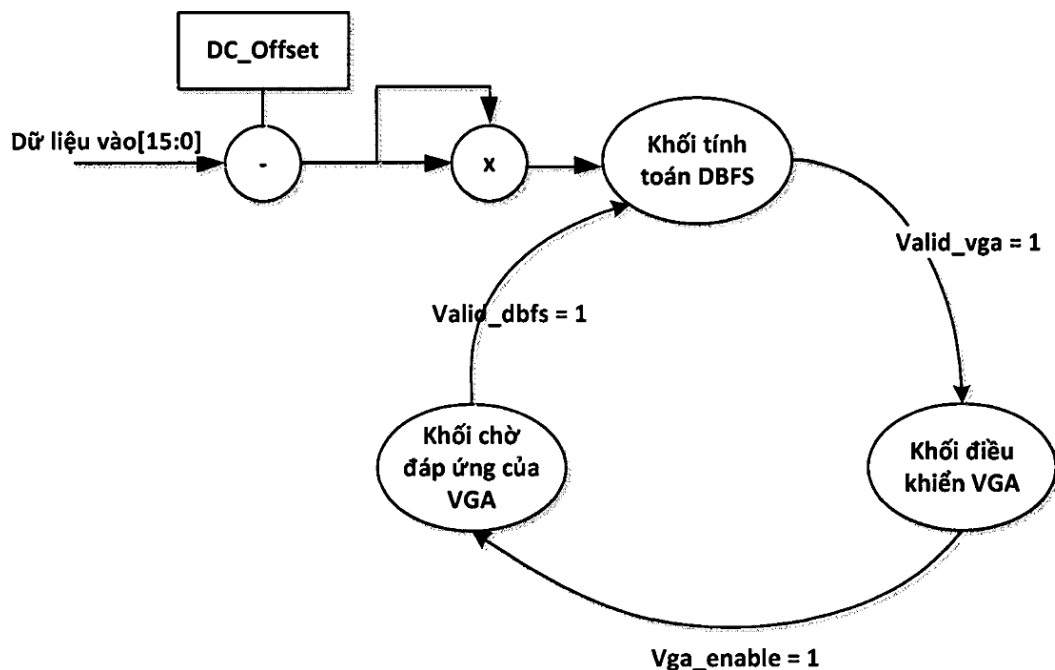 DC_Offset
Dữ liệu vào[15:0]
-
x
Khối tính
toán DBFS
Valid_vga = 1
Valid_dbfs = 1
Khối chờ
đáp ứng của
VGA
Khối điều
khiển VGA
Vga_enable = 1